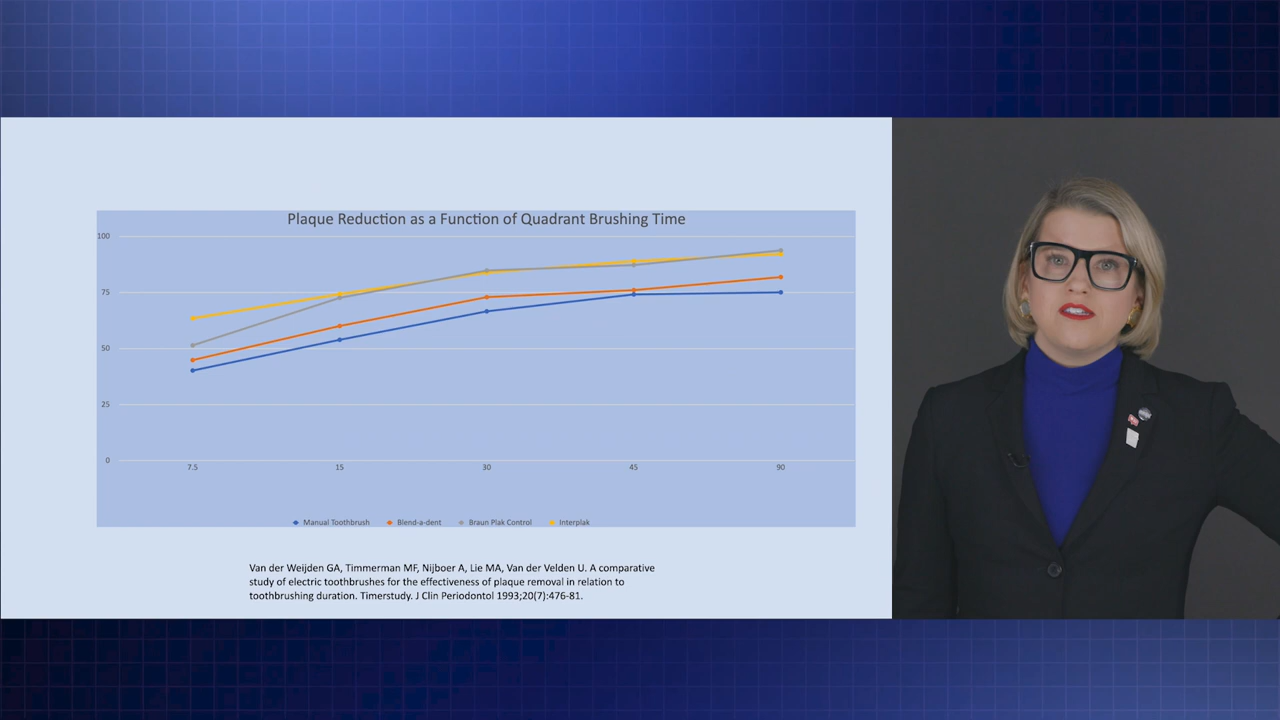 Plaque Reduction as a Function of Quadrant Brushing Time
100
75
50
25
0
7.5 15 30 45 90
Manual Toothbrush Blend-a-dent Braun Plak Control Interplak
Van der Weijden GA, Timmerman MF, Nijboer A, Lie MA, Van der Velden U. A comparative
study of electric toothbrushes for the effectiveness of plaque removal in relation to
toothbrushing duration. Timerstudy. J Clin Periodontol 1993;20(7):476-81.